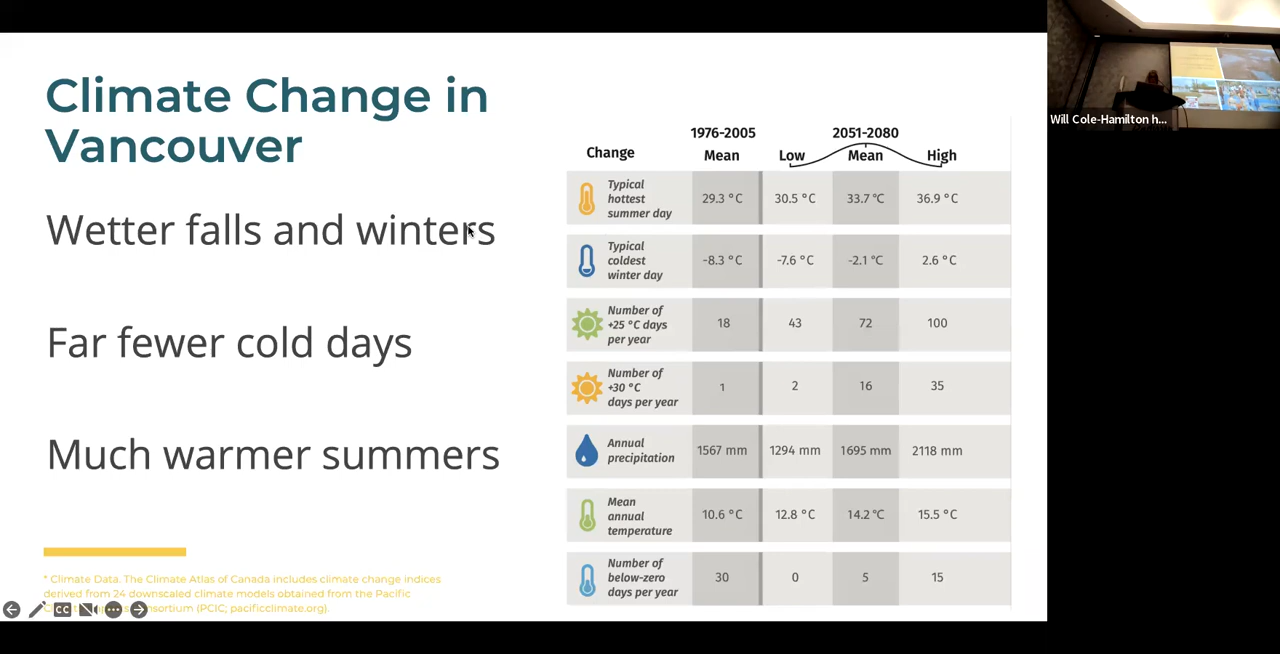 Climate Change in
Vancouver
Wetter falls and winters
Far fewer cold days
Much warmer summers
* Climate Data. The Climate Atlas of Canada includes climate change indices
derived from 24 downscaled climate models obtained from the Pacific
Consortium (PCIC; pacificclimate.org).
CC
1976-2005 2051-2080
Change Mean Low Mean High
Typical
hottest
summer day
29.3 °C 30.5 °C 33.7 °C 36.9 °C
Typical
coldest
winter day
-8.3 °C -7.6 °C -2.1 °C 2.6 °C
Number of
+25 °C days
per year
18 43 72 100
Number of
+30 °C
days per year
1 2 16 35
Annual
precipitation
1567 mm 1294 mm 1695 mm 2118 mm
Mean
annual
temperature
10.6 °C 12.8 °C 14.2 °C 15.5 °C
Number of
below-zero
days per year
30 0 5 15
Will Cole-Hamilton h...